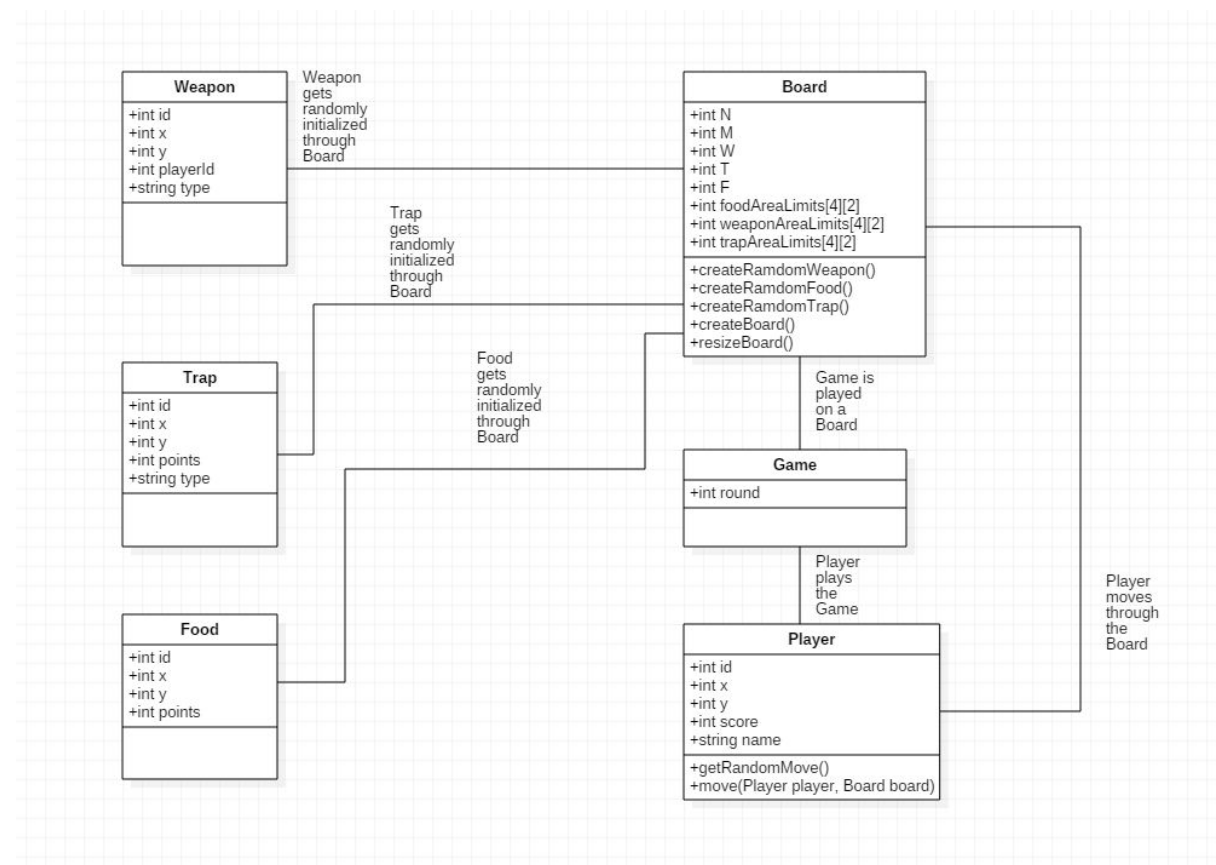 Weapon
+int id
+int x
+int y
+int playerId
+string type
Weapon
gets
randomly
initialized
through
Board
Board
+int N
+int M
+int W
+int T
+int F
+int foodAreaLimits[4][2]
+int weaponAreaLimits[4][2]
+int trapAreaLimits[4][2]
+createRamdomWeapon()
+createRamdomFood()
+createRamdomTrap()
+createBoard()
+resizeBoard()
Trap
gets
randomly
initialized
through
Board
Trap
+int id
+int x
+int y
+int points
+string type
Food
gets
randomly
initialized
through
Board
Game is
played
on a
Board
Game
+int round
Player
plays
the
Game
Food
+int id
+int x
+int y
+int points
Player
+int id
+int x
+int y
+int score
+string name
+getRandomMove()
+move(Player player, Board board)
Player
moves
through
the
Board